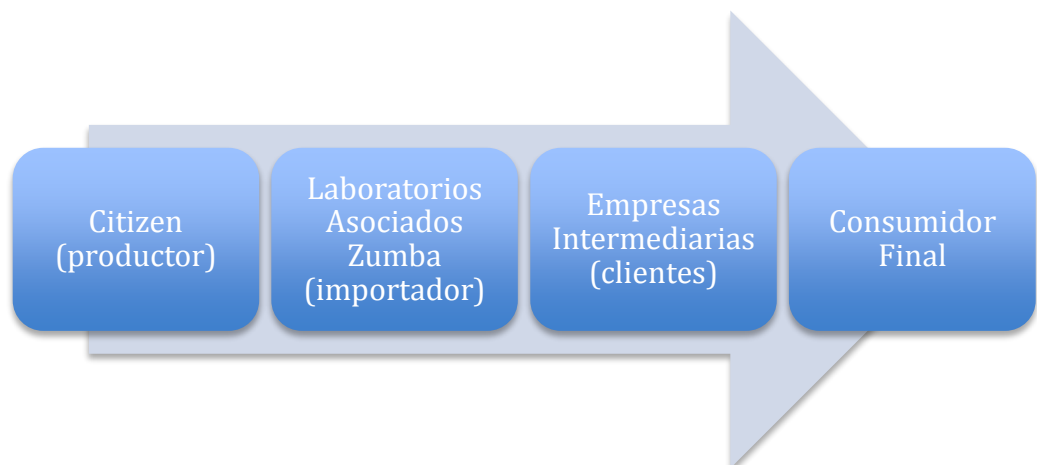 Citizen
(productor)
Laboratorios
Asociados
Zumba
(importador)
Empresas
Intermediarias
(clientes)
Consumidor
Final